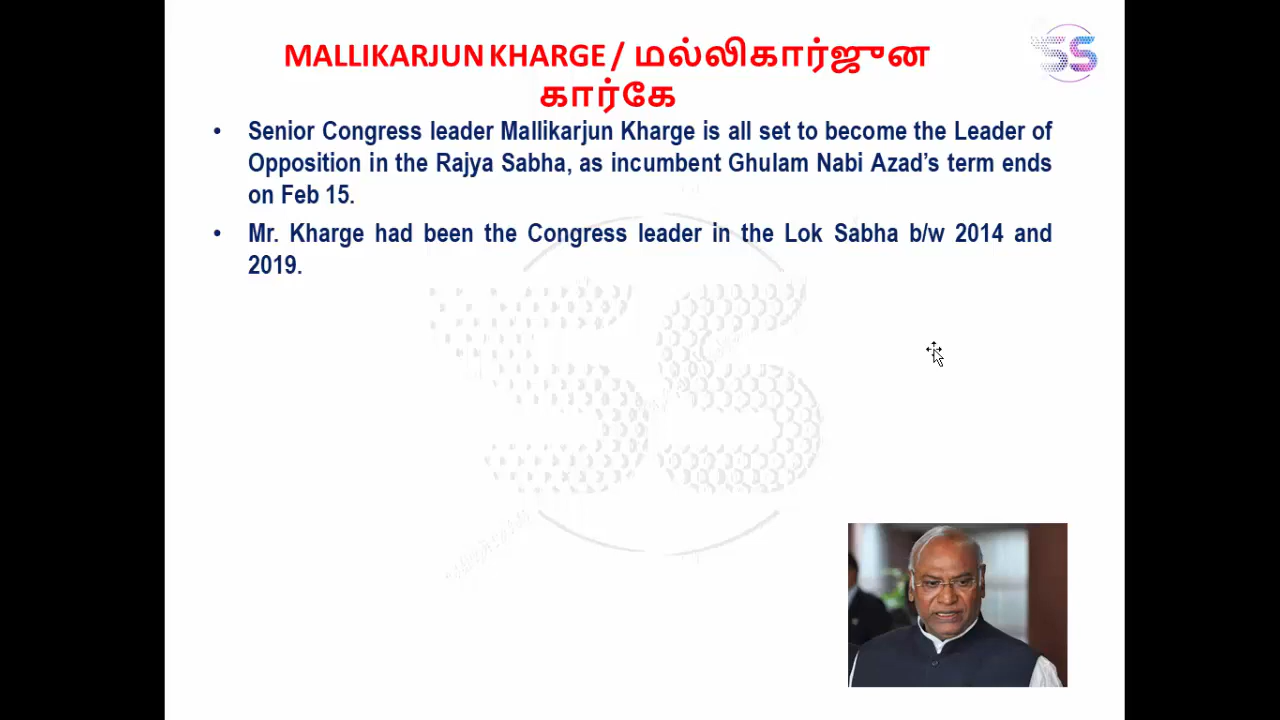 MALLIKARJUN KHARGE / மல்லிகார்ஜுன
கார்கே
• Senior Congress leader Mallikarjun Kharge is all set to become the Leader of
Opposition in the Rajya Sabha, as incumbent Ghulam Nabi Azad's term ends
on Feb 15.
• Mr. Kharge had been the Congress leader in the Lok Sabha b/w 2014 and
2019.
SS